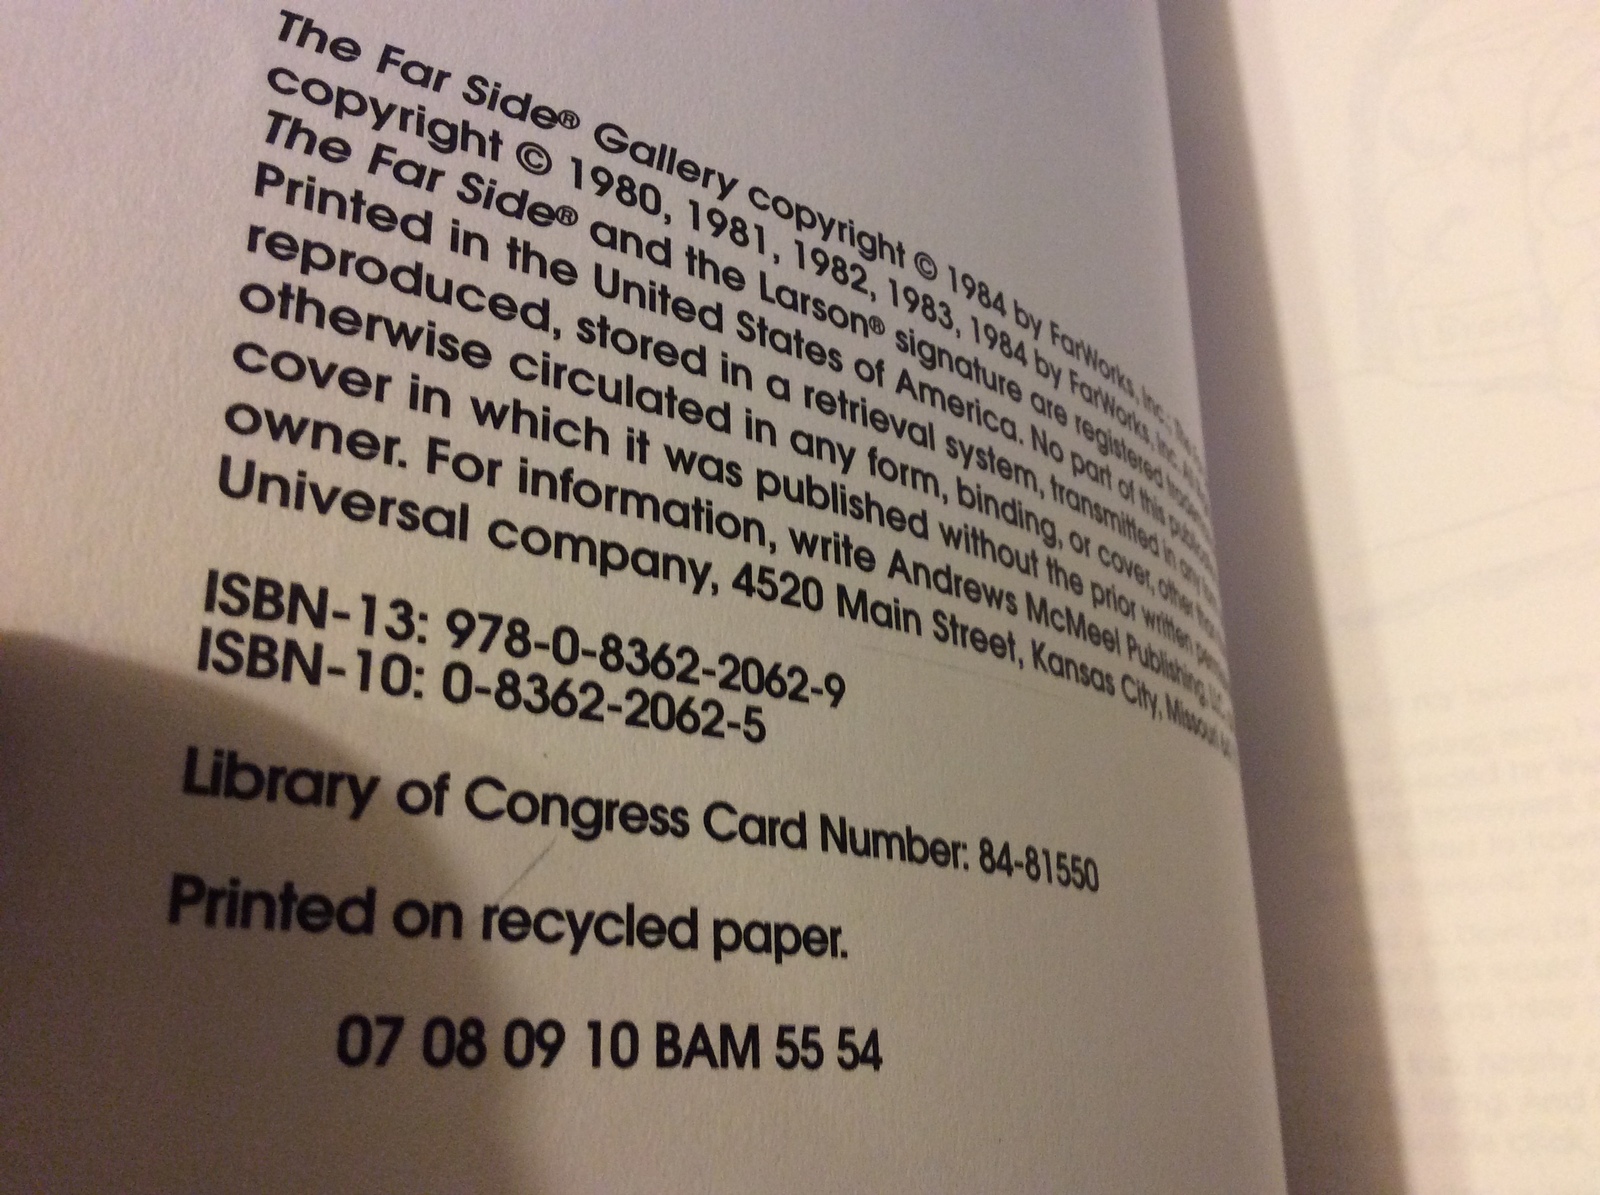 The Far Side® Gallery copyright © 1984 by FarWorks, Inc.; The
copyright © 1980, 1981, 1982, 1983, 1984 by FarWorks, Inc. All
The Far Side® and the Larson® signature are registered
Printed in the United States of America. No part of this
reproduced, stored in a retrieval system, transmitted in any
otherwise circulated in any form, binding, or cover, other than
cover in which it was published without the prior written
owner. For information, write Andrews McMeel Publishing, LLC,
Universal company, 4520 Main Street, Kansas City, Missouri
ISBN-13: 978-0-8362-2062-9
ISBN-10: 0-8362-2062-5
Library of Congress Card Number: 84-81550
Printed on recycled paper.
07 08 09 10 BAM 55 54